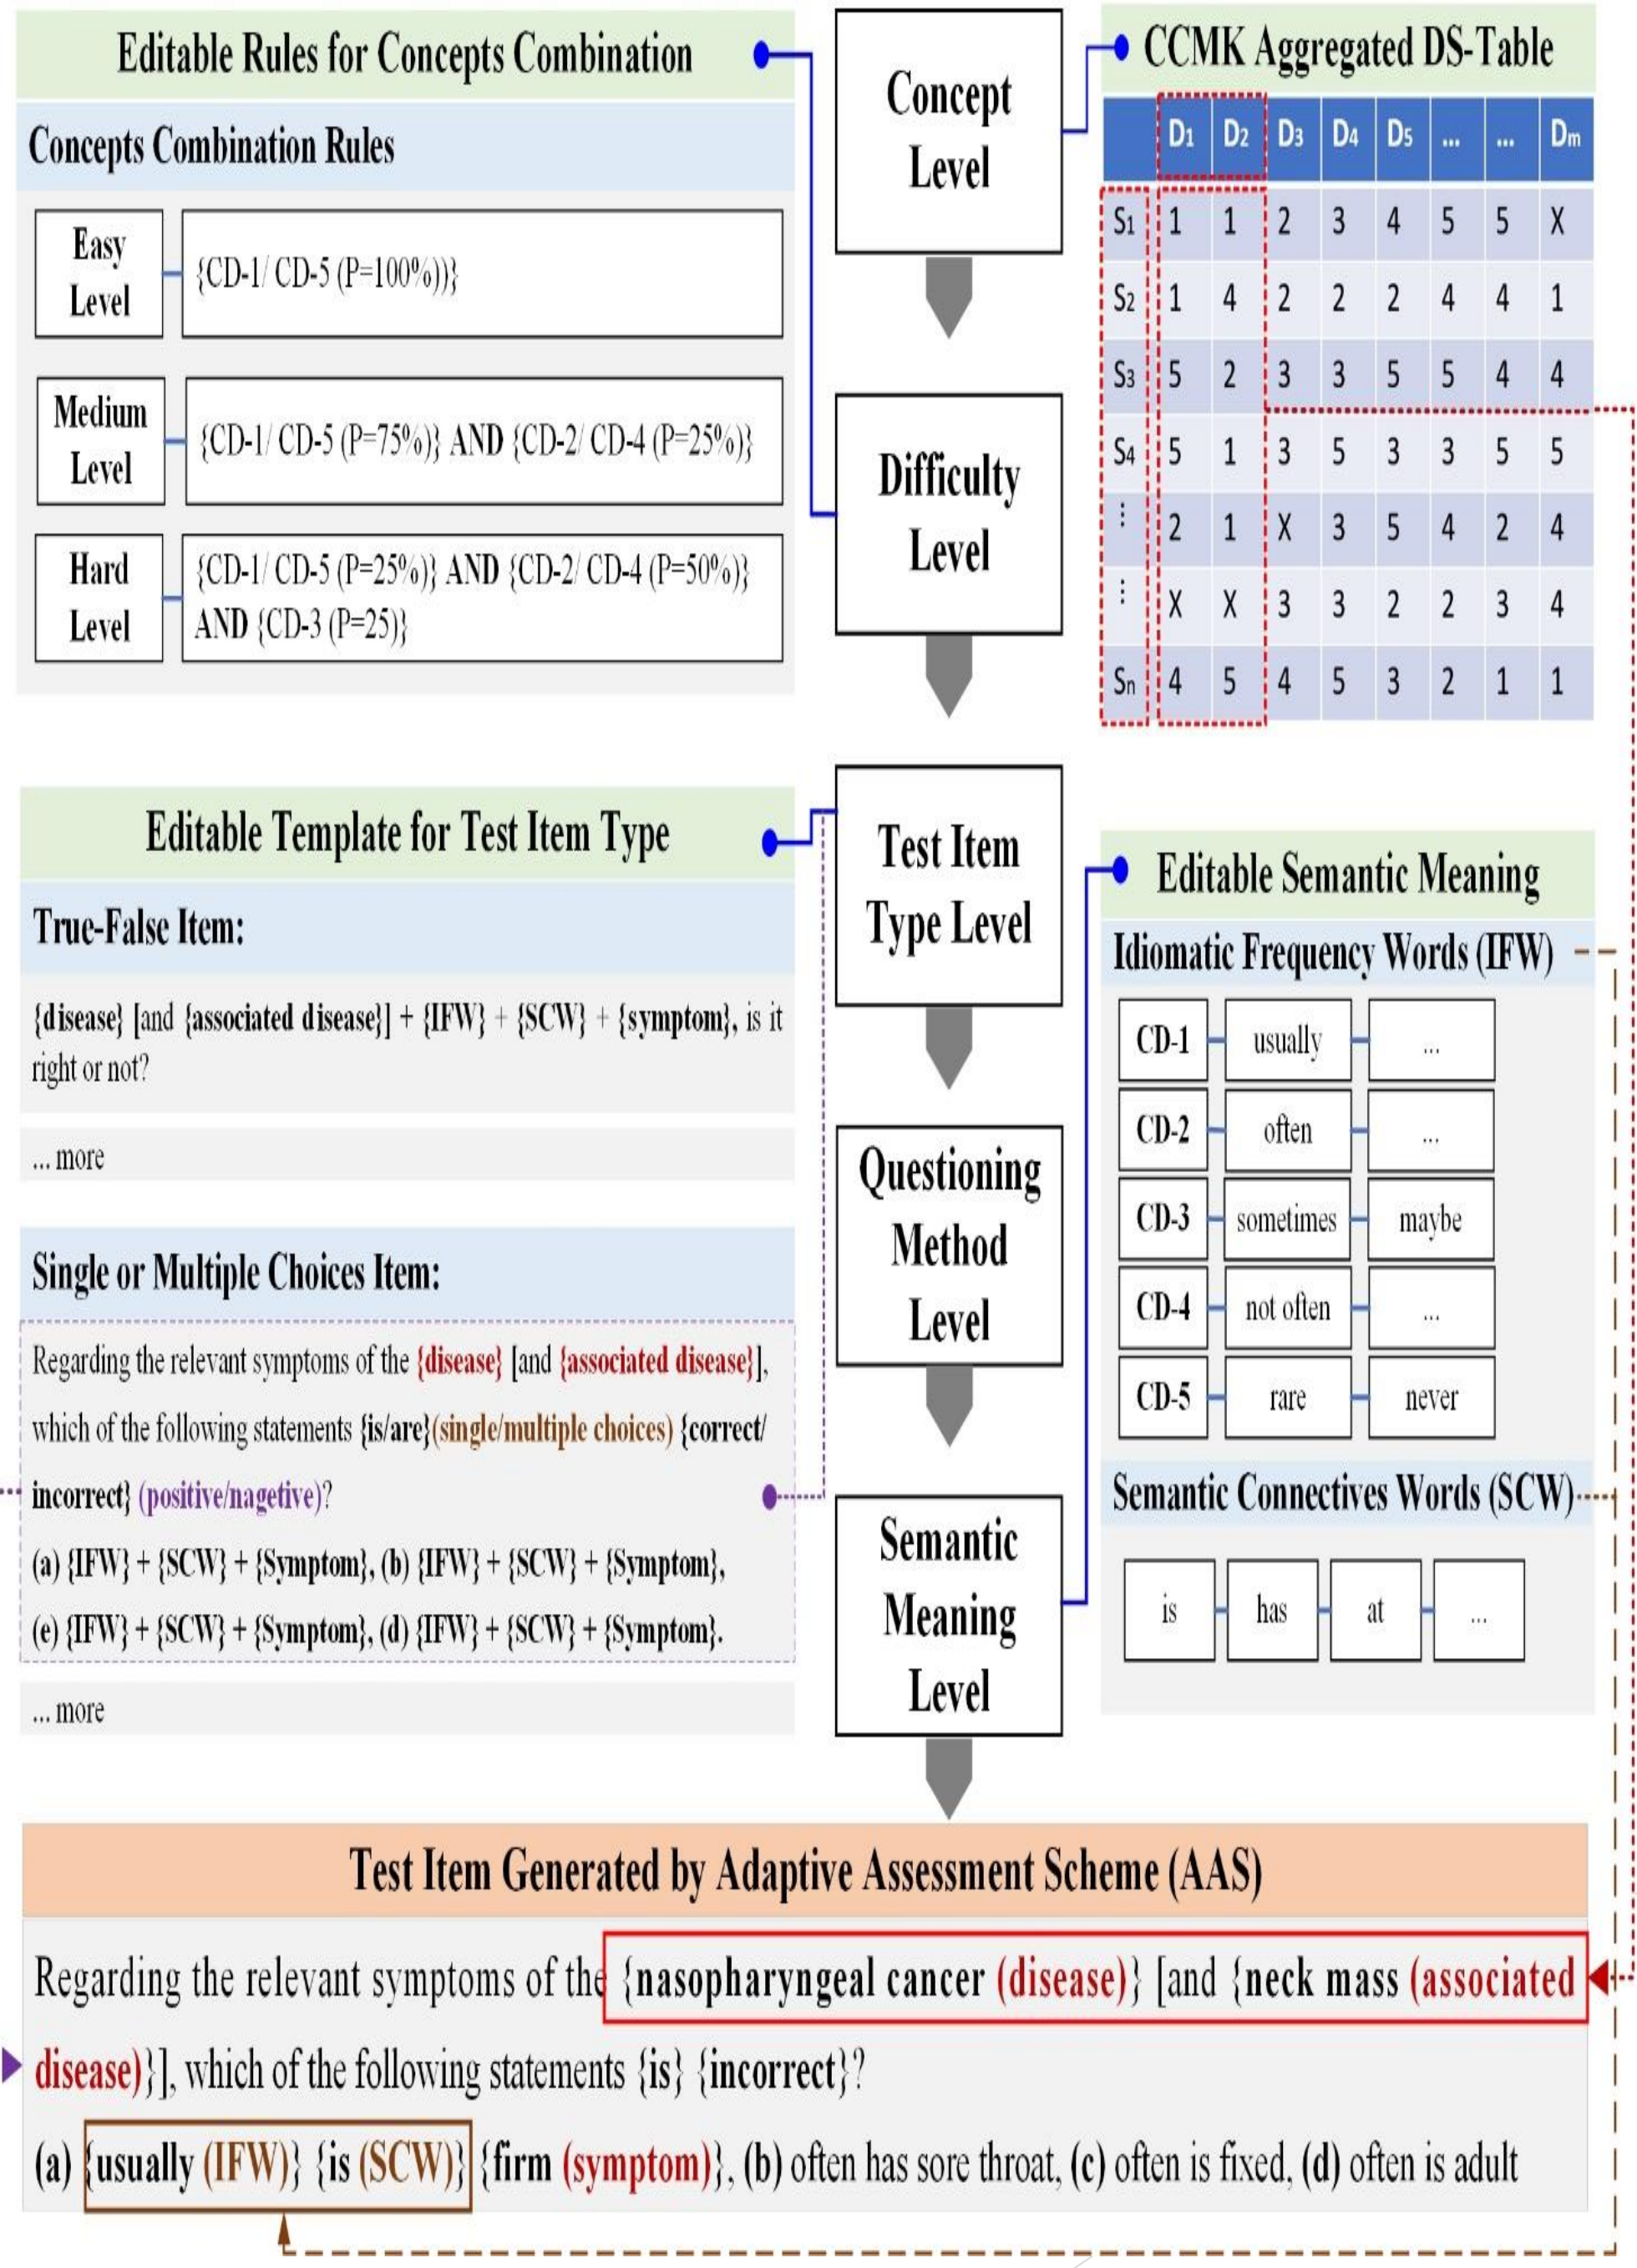 Editable Rules for Concepts Combination
Concepts Combination Rules
Easy
Level
{CD-1/ CD-5 (P=100%))}
Medium
Level
{CD-1/ CD-5 (P=75%)} AND {CD-2/ CD-4 (P=25%)}
Hard
Level
{CD-1/ CD-5 (P=25%)} AND {CD-2/ CD-4 (P=50%)}
AND {CD-3 (P=25)}
Concept
Level
Difficulty
Level
Test Item
Type Level
Questioning
Method
Level
Semantic
Meaning
Level
CCMK Aggregated DS-Table
D1 D2 D3 D4 D5 ... ... Dm
S1 1 1 2 3 4 5 5 X
S2 1 4 2 2 2 4 4 1
S3 5 2 3 3 5 5 4 4
S4 5 1 3 5 3 3 5 5
⋮ 2 1 X 3 5 4 2 4
⋮ X X 3 3 2 2 3 4
Sn 4 5 4 5 3 2 1 1
Editable Template for Test Item Type
True-False Item:
{disease} [and {associated disease}] + {IFW} + {SCW} + {symptom}, is it
right or not?
... more
Single or Multiple Choices Item:
Regarding the relevant symptoms of the {disease} [and {associated disease}],
which of the following statements {is/are}(single/multiple choices) {correct/
incorrect} (positive/nagetive)?
(a) {IFW} + {SCW} + {Symptom}, (b) {IFW} + {SCW} + {Symptom},
(e) {IFW} + {SCW} + {Symptom}, (d) {IFW} + {SCW} + {Symptom}.
... more
Editable Semantic Meaning
Idiomatic Frequency Words (IFW)
CD-1 usually ...
CD-2 often ...
CD-3 sometimes maybe
CD-4 not often ...
CD-5 rare never
Semantic Connectives Words (SCW)
is has at ...
Test Item Generated by Adaptive Assessment Scheme (AAS)
Regarding the relevant symptoms of the {nasopharyngeal cancer (disease)} [and {neck mass (associated
disease)}], which of the following statements {is} {incorrect}?
(a) {usually (IFW)} {is (SCW)} {firm (symptom)}, (b) often has sore throat, (c) often is fixed, (d) often is adult